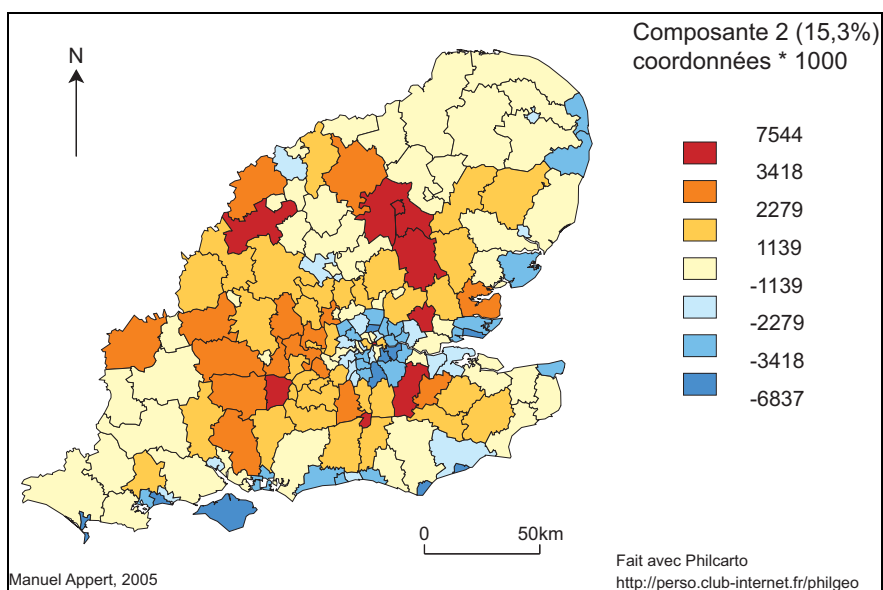 Composante 2 (15,3%)
coordonnées * 1000
N
7544
3418
2279
1139
-1139
-2279
-3418
-6837
0 50km
Manuel Appert, 2005
Fait avec Philcarto
http://perso.club-internet.fr/philgeo